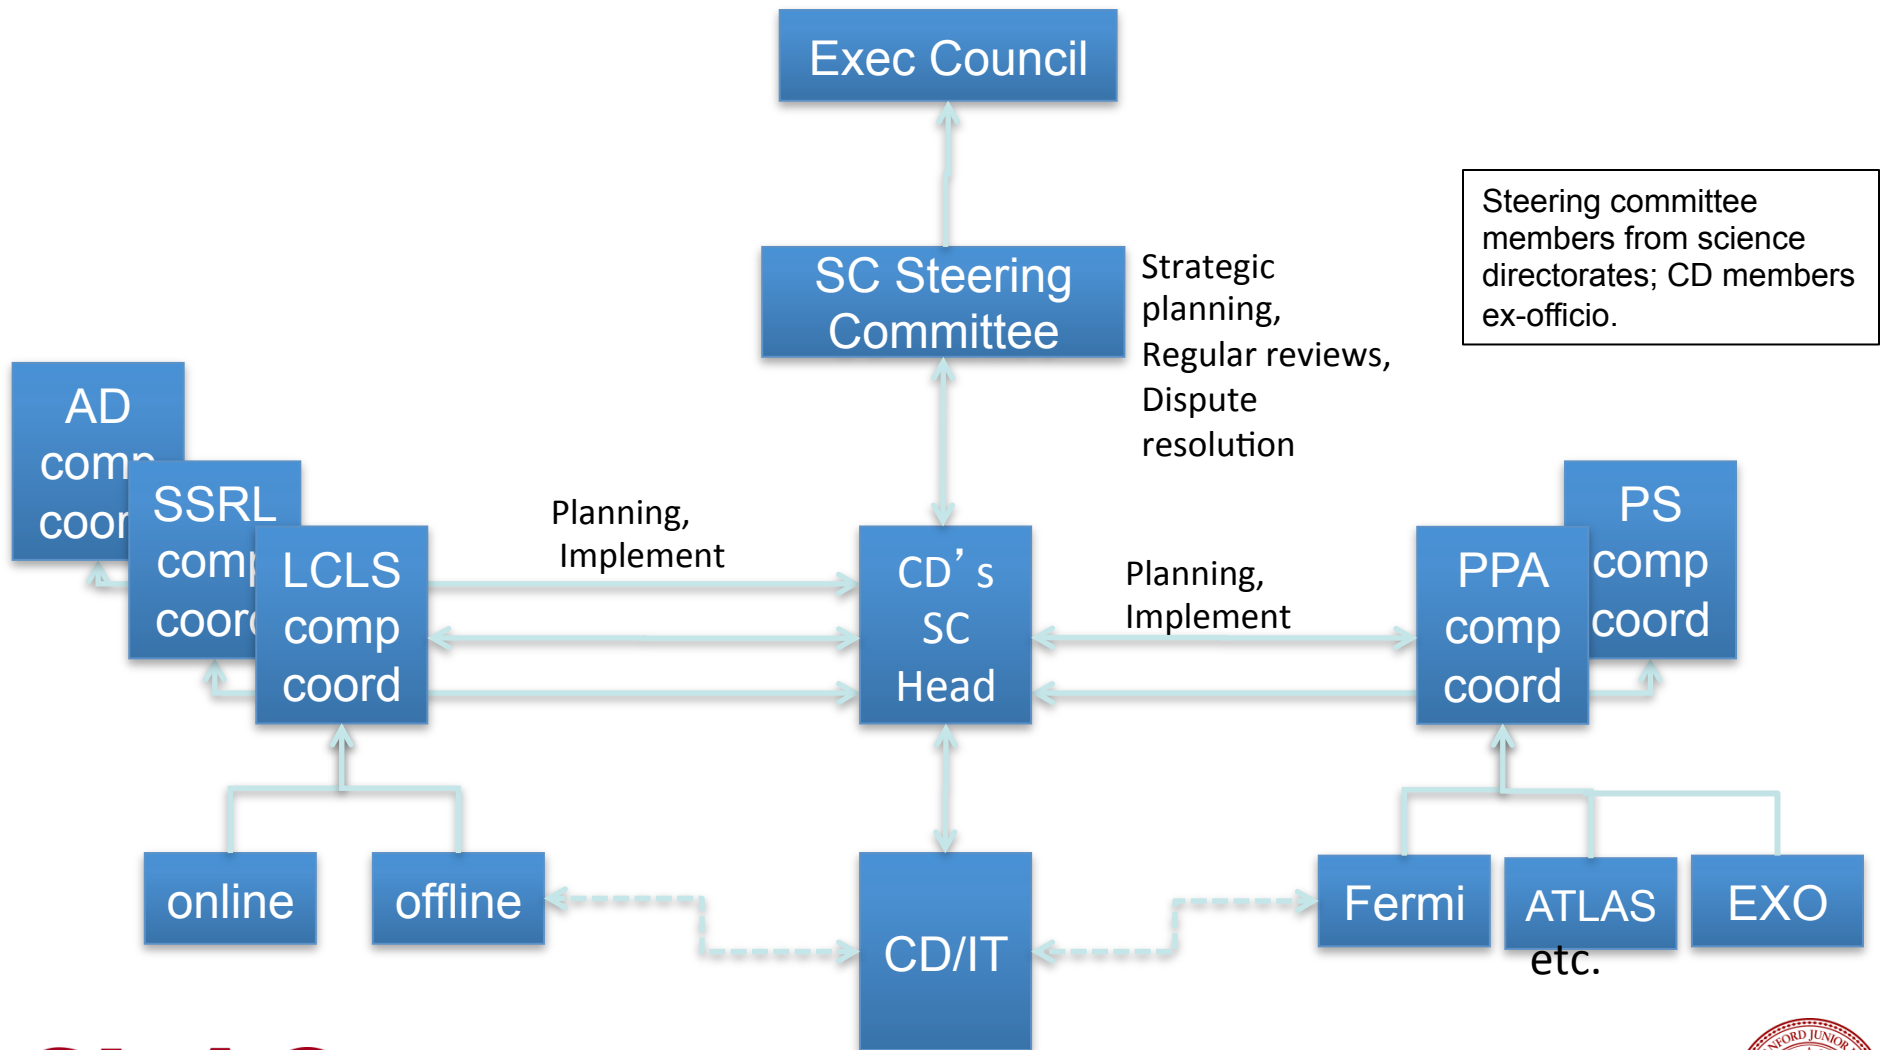 Exec Council
SC Steering
Committee
Strategic
planning,
Regular reviews,
Dispute
resolution
Steering committee
members from science
directorates; CD members
ex-officio.
AD
comp
SSRL
comp
LCLS
comp
coord
Planning,
Implement
CD’s
SC
Head
Planning,
Implement
PPA
comp
coord
PS
comp
coord
online
offline
CD/IT
Fermi
ATLAS
etc.
EXO